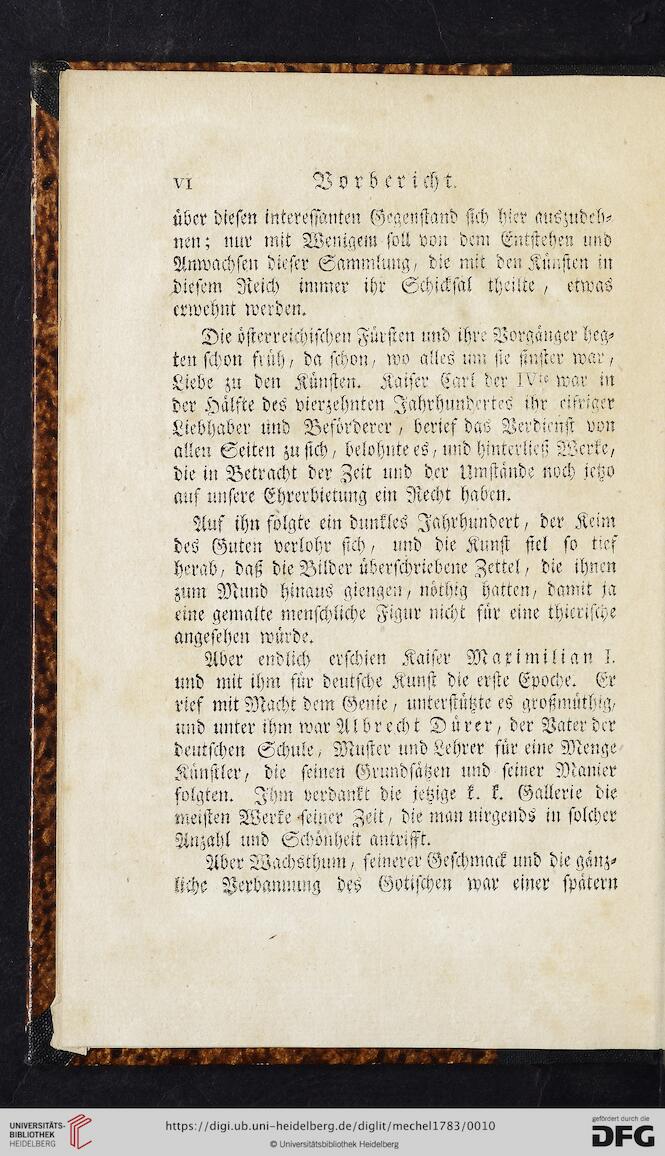 VI Vorbericht.
über diesen interessanten Gegenstand sich hier auszudeh-
nen; nur mit Wenigem soll von dem Entstehen und
Anwachsen dieser Sammlung, die mit den Künsten in
diesem Reich immer ihr Schicksal theilte, etwas
erwehnt werden.
Die österreichischen Fürsten und ihre Vorgänger heg-
ten schon früh, da schon, wo alles um sie finster war,
Liebe zu den Künsten. Kaiser Carl der IVte war in
der Hälfte des vierzehnten Jahrhundertes ihr eifriger
Liebhaber und Beförderer, berief das Verdienst von
allen Seiten zu sich, belohnte es, und hinterließ Werke,
die in Betracht der Zeit und der Umstände noch jetzo
auf unsere Ehrerbietung ein Recht haben.
Auf ihn folgte ein dunkles Jahrhundert, der Keim
des Guten verlohr sich, und die Kunst fiel so tief
herab, daß die Bilder überschriebene Zettel, die ihnen
zum Mund hinaus giengen, nöthig hatten, damit ja
eine gemalte menschliche Figur nicht für eine thierische
angesehen würde.
Aber endlich erschien Kaiser Maximilian I.
und mit ihm für deutsche Kunst die erste Epoche. Er
rief mit Macht dem Genie, unterstützte es großmüthig,
und unter ihm war Albrecht Dürer, der Vater der
deutschen Schule, Muster und Lehrer für eine Menge
Künstler, die seinen Grundsätzen und seiner Manier
folgten. Ihm verdankt die jetzige k. k. Gallerie die
meisten Werke seiner Zeit, die man nirgends in solcher
Anzahl und Schönheit antrifft.
Aber Wachsthum, feinerer Geschmack und die gänz-
liche Verbannung des Gotischen war einer spätern
UNIVERSITÄTS-
BIBLIOTHEK
HEIDELBERG
https://digi.ub.uni-heidelberg.de/diglit/mechel1783/0010
© Universitätsbibliothek Heidelberg
gefördert durch die
DFG